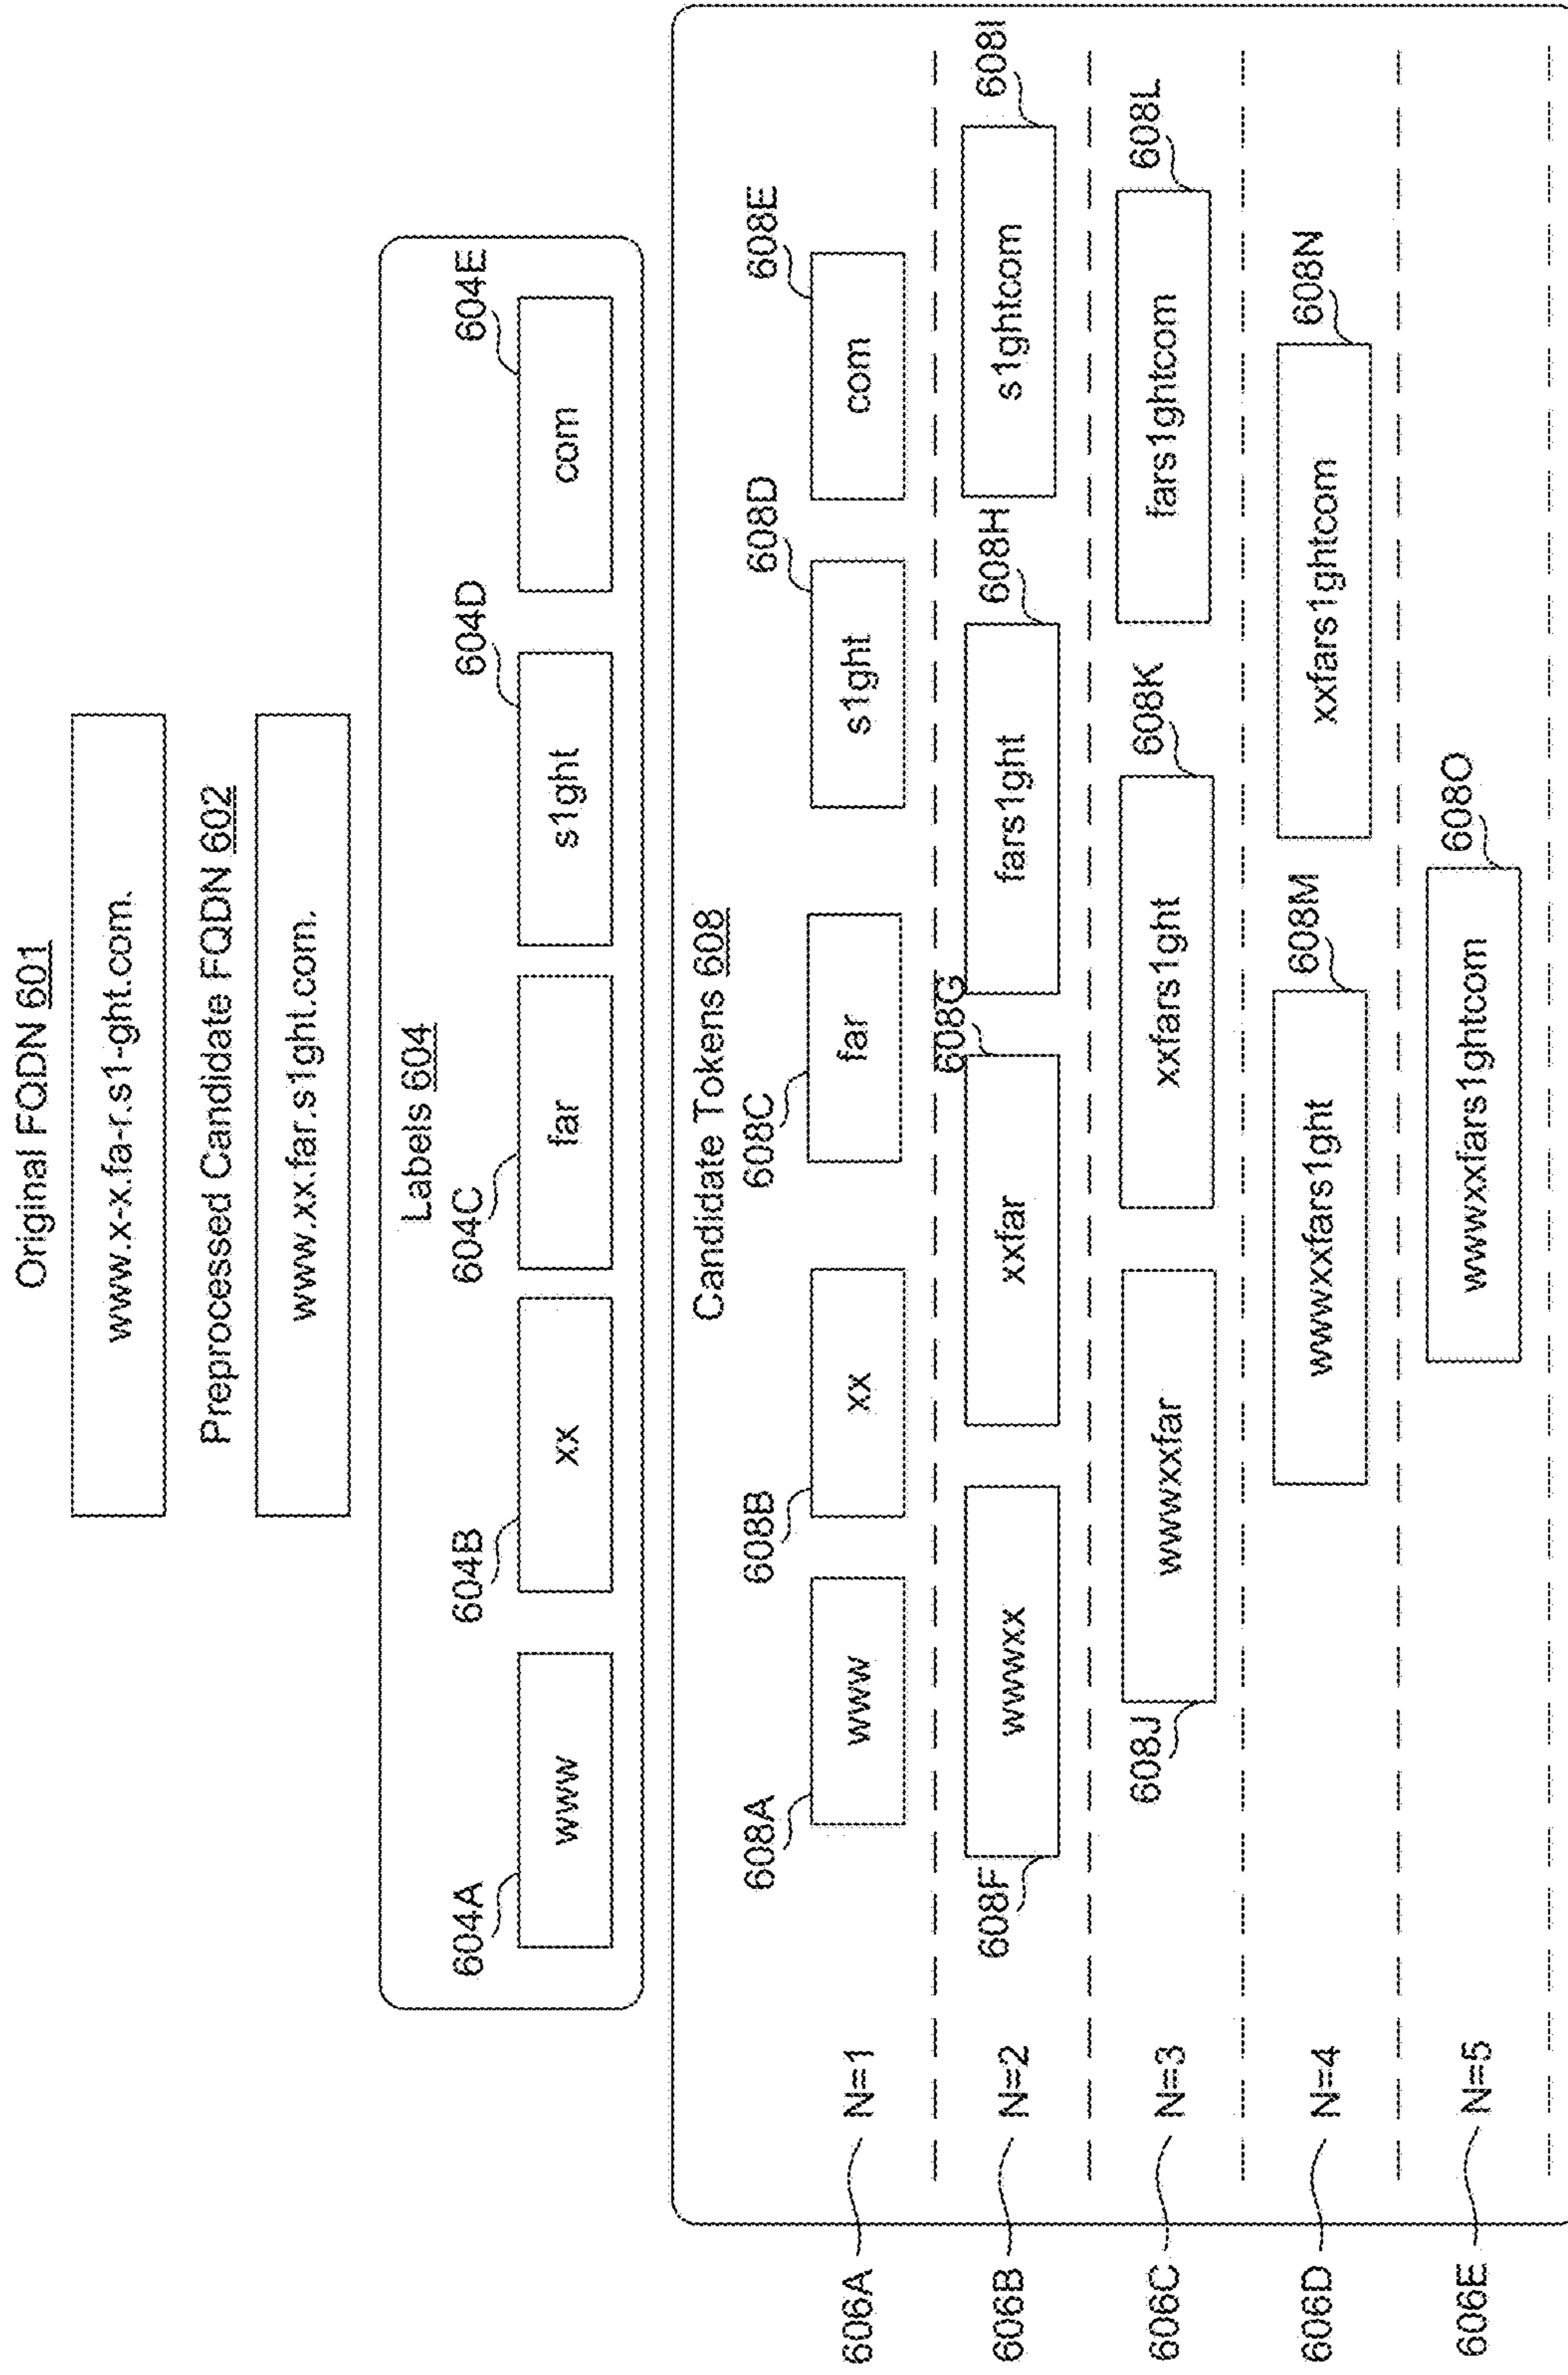 Original FQDN 601
www.x-x.fa-r.s1-ght.com.
Preprocessed Candidate FQDN 602
www.xx.far.s1ght.com.
Labels 604
604A 604B 604C 604D 604E
www xx far s1ght com
Candidate Tokens 608
608A 608B 608C 608D 608E
606A N=1 www xx far s1ght com
608G
606B N=2 608F wwwxx xxfar fars1ght 608H s1ghtcom 608I
606C N=3 608J wwwxxfar xxfars1ght 608K fars1ghtcom 608L
606D N=4 wwwxxfars1ght 608M xxfars1ghtcom 608N
606E N=5 wwwxxfars1ghtcom 608O